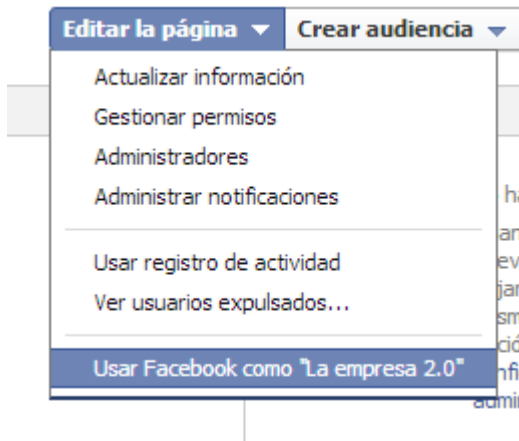 Editar la página Crear audiencia
Actualizar información
Gestionar permisos
Administradores
Administrar notificaciones
Usar registro de actividad
Ver usuarios expulsados...
Usar Facebook como "La empresa 2.0"